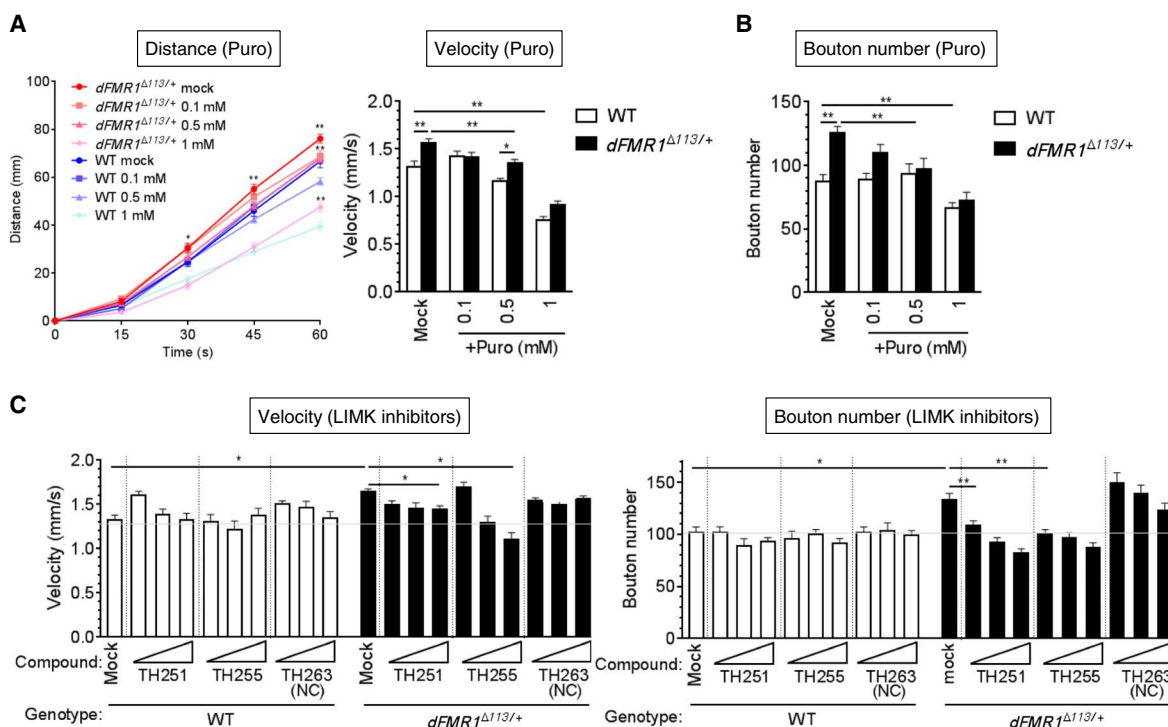 A
Distance (Puro)
Velocity (Puro)
B
Bouton number (Puro)
Distance (mm)
100
80
60
40
20
0
dFMR1Δ113/+ mock
dFMR1Δ113/+ 0.1 mM
dFMR1Δ113/+ 0.5 mM
dFMR1Δ113/+ 1 mM
WT mock
WT 0.1 mM
WT 0.5 mM
WT 1 mM
*
**
**
**
**
0 15 30 45 60
Time (s)
Velocity (mm/s)
2.0
1.5
1.0
0.5
0.0
**
** **
*
WT
dFMR1Δ113/+
Mock 0.1 0.5 1
+Puro (mM)
Bouton number
150
100
50
0
**
** **
WT
dFMR1Δ113/+
Mock 0.1 0.5 1
+Puro (mM)
C
Velocity (LIMK inhibitors)
Bouton number (LIMK inhibitors)
Velocity (mm/s)
2.0
1.5
1.0
0.5
0.0
* *
*
Compound: Mock TH251 TH255 TH263 (NC) Mock TH251 TH255 TH263 (NC)
Genotype: WT dFMR1Δ113/+
Bouton number
150
100
50
0
* **
**
Compound: Mock TH251 TH255 TH263 (NC) mock TH251 TH255 TH263 (NC)
Genotype: WT dFMR1Δ113/+